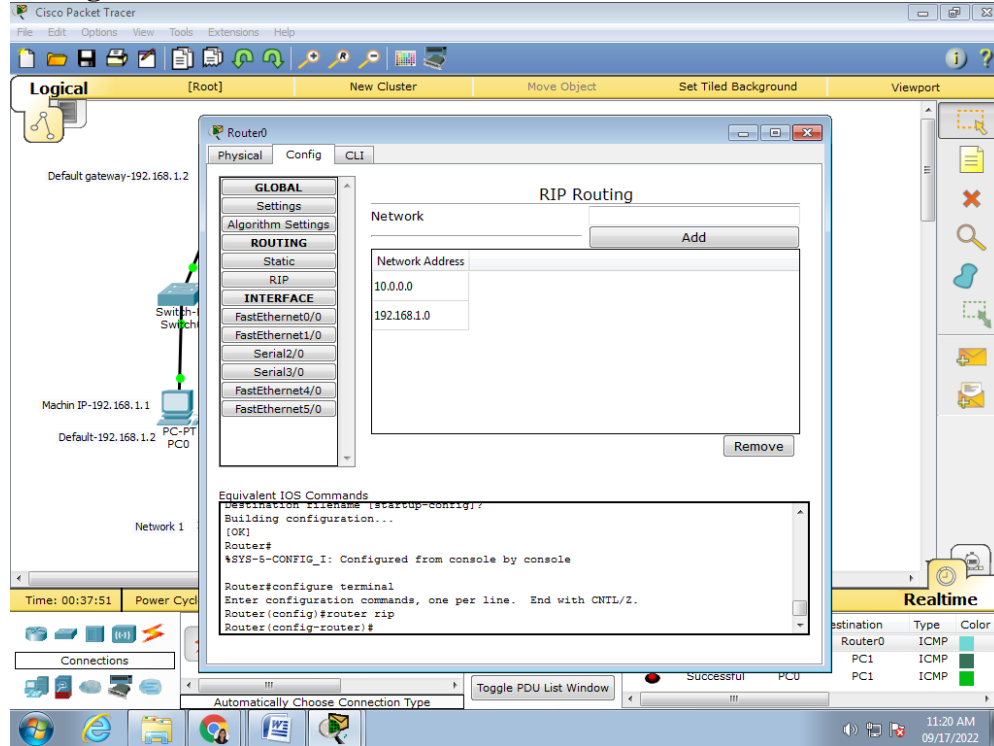 Cisco Packet Tracer
File Edit Options View Tools Extensions Help
Logical [Root] New Cluster Move Object Set Tiled Background Viewport
Default gateway-192.168.1.2
Router0
Physical Config CLI
GLOBAL
Settings
Algorithm Settings
ROUTING
Static
RIP
INTERFACE
FastEthernet0/0
FastEthernet1/0
Serial2/0
Serial3/0
FastEthernet4/0
FastEthernet5/0
RIP Routing
Network
Add
Network Address
10.0.0.0
192.168.1.0
Remove
Switch-
Switch
Machin IP-192.168.1.1
Default-192.168.1.2
PC-PT
PC0
Network 1
Equivalent IOS Commands
Destination filename [startup-config]?
Building configuration...
[OK]
Router#
%SYS-5-CONFIG_I: Configured from console by console
Router#configure terminal
Enter configuration commands, one per line. End with CNTL/Z.
Router(config)#router rip
Router(config-router)#
Time: 00:37:51 Power Cycl
Realtime
Connections
Automatically Choose Connection Type
Toggle PDU List Window
estination Type Color
Router0 ICMP
PC1 ICMP
Successful PC0 PC1 ICMP
11:20 AM
09/17/2022